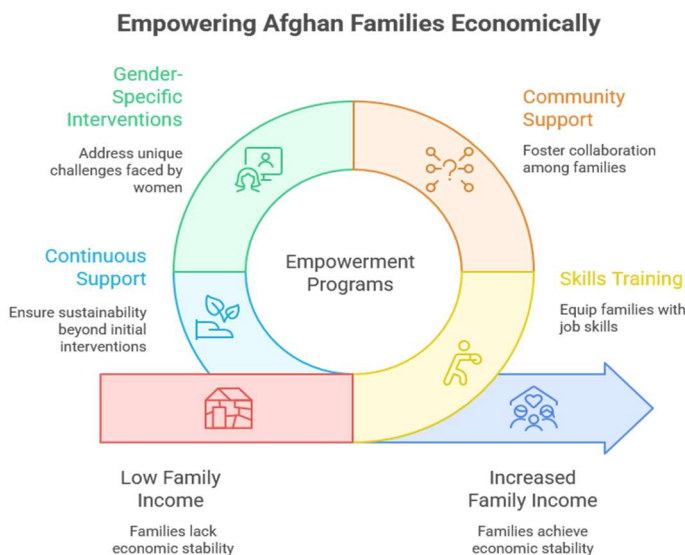 Empowering Afghan Families Economically
Gender-
Specific
Interventions
Address unique
challenges faced by
women
Community
Support
Foster collaboration
among families
Continuous
Support
Ensure sustainability
beyond initial
interventions
Empowerment
Programs
Skills Training
Equip families with
job skills
Low Family
Income
Families lack
economic stability
Increased
Family Income
Families achieve
economic stability